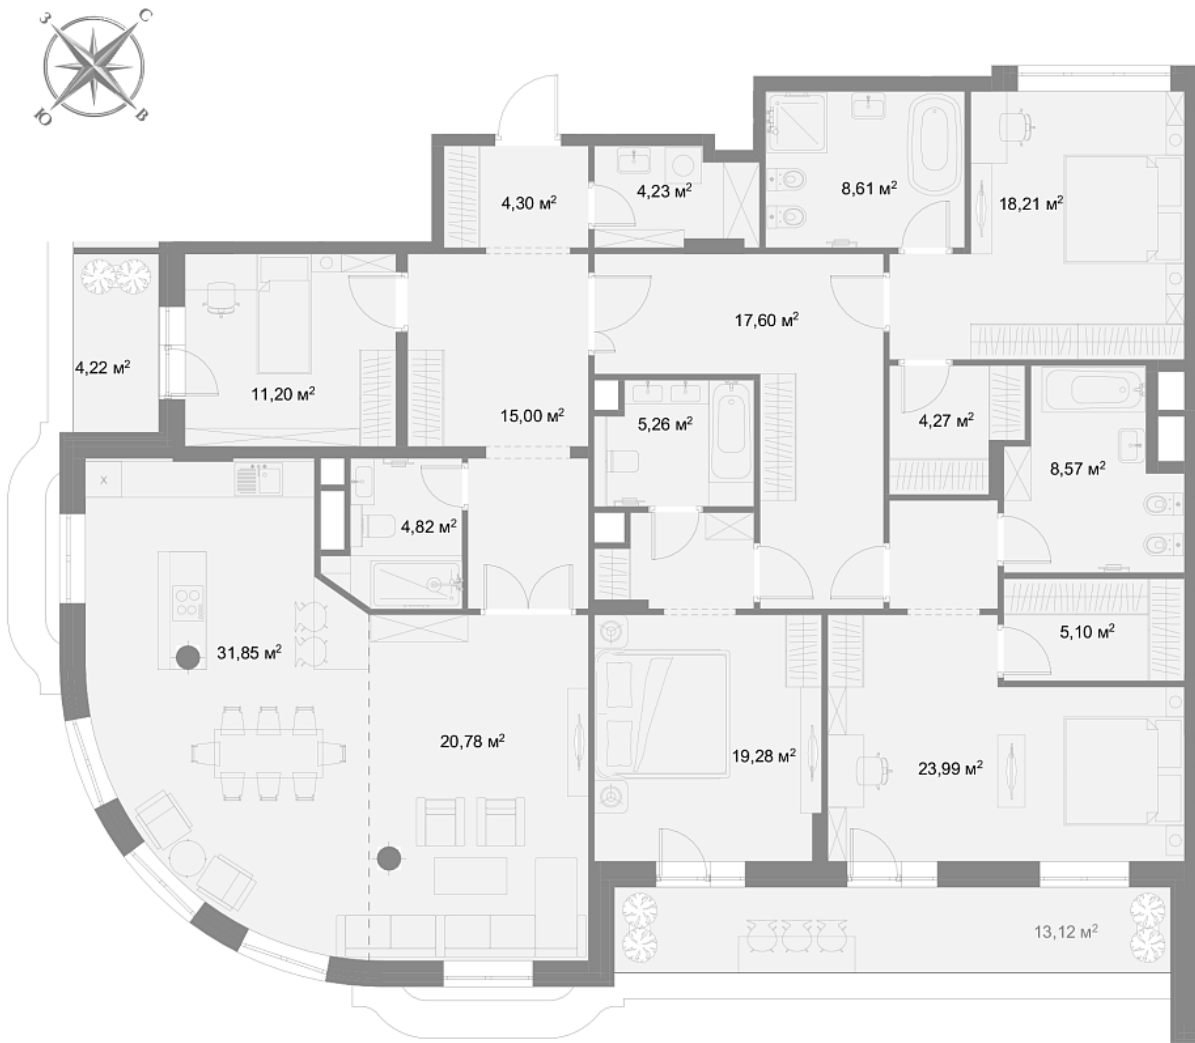 З
С
Ю
В
4,30 м²
4,23 м²
8,61 м²
18,21 м²
17,60 м²
4,22 м²
11,20 м²
15,00 м²
5,26 м²
4,27 м²
8,57 м²
x
4,82 м²
31,85 м²
5,10 м²
20,78 м²
19,28 м²
23,99 м²
13,12 м²